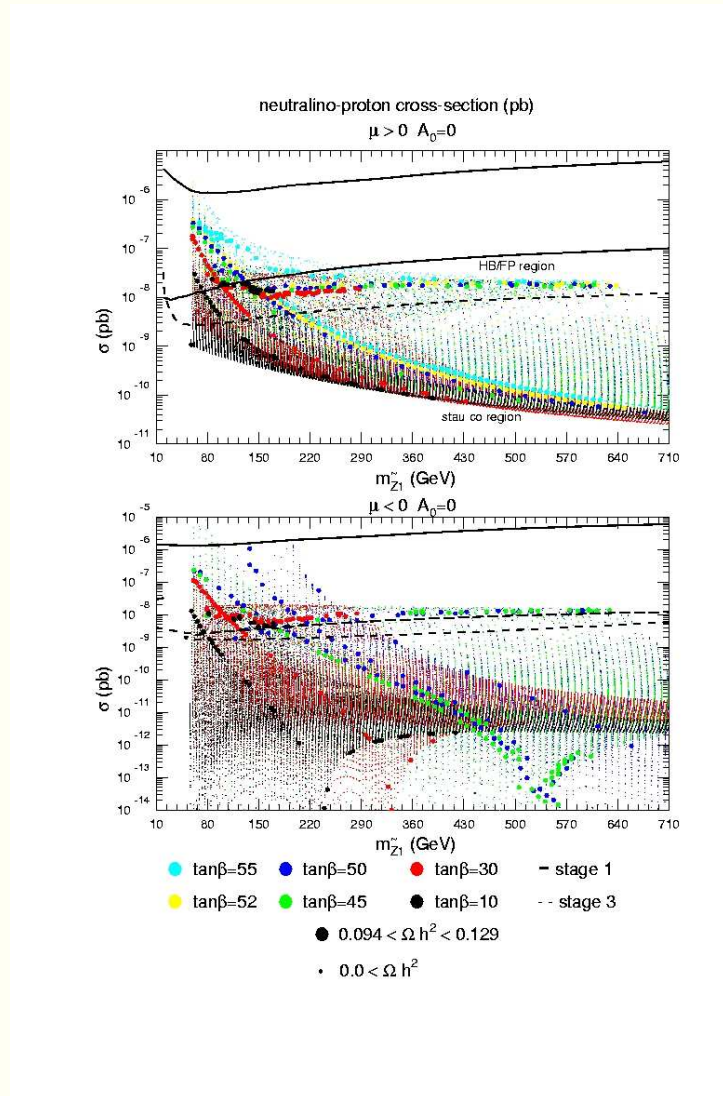 neutralino-proton cross-section (pb)
μ > 0 A₀=0
10⁻⁶
10⁻⁷
10⁻⁸
10⁻⁹
10⁻¹⁰
10⁻¹¹
σ (pb)
HB/FP region
stau co region
10 80 150 220 290 360 430 500 570 640 710
m_Z̃1 (GeV)
μ < 0 A₀=0
10⁻⁵
10⁻⁶
10⁻⁷
10⁻⁸
10⁻⁹
10⁻¹⁰
10⁻¹¹
10⁻¹²
10⁻¹³
10⁻¹⁴
σ (pb)
10 80 150 220 290 360 430 500 570 640 710
m_Z̃1 (GeV)
tanβ=55 tanβ=50 tanβ=30 stage 1
tanβ=52 tanβ=45 tanβ=10 stage 3
0.094 < Ω h² < 0.129
0.0 < Ω h²